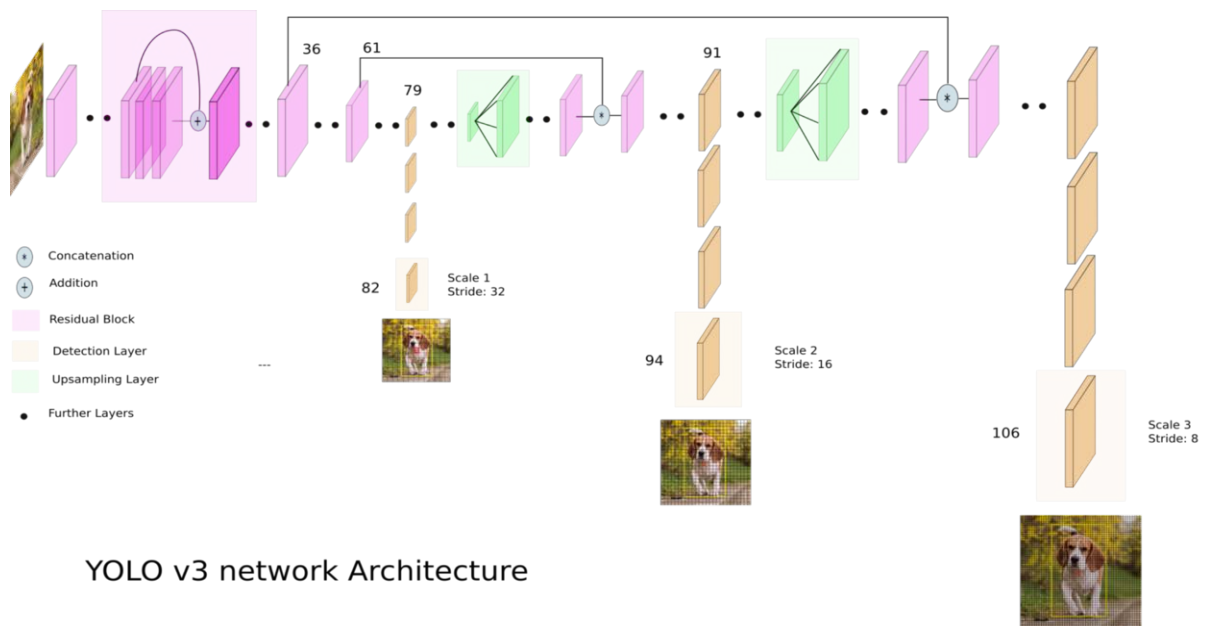 36
61
91
79
*
+
*
*
Concatenation
+
Addition
82
Scale 1
Stride: 32
Residual Block
Detection Layer
Upsampling Layer
---
94
Scale 2
Stride: 16
Further Layers
106
Scale 3
Stride: 8
YOLO v3 network Architecture